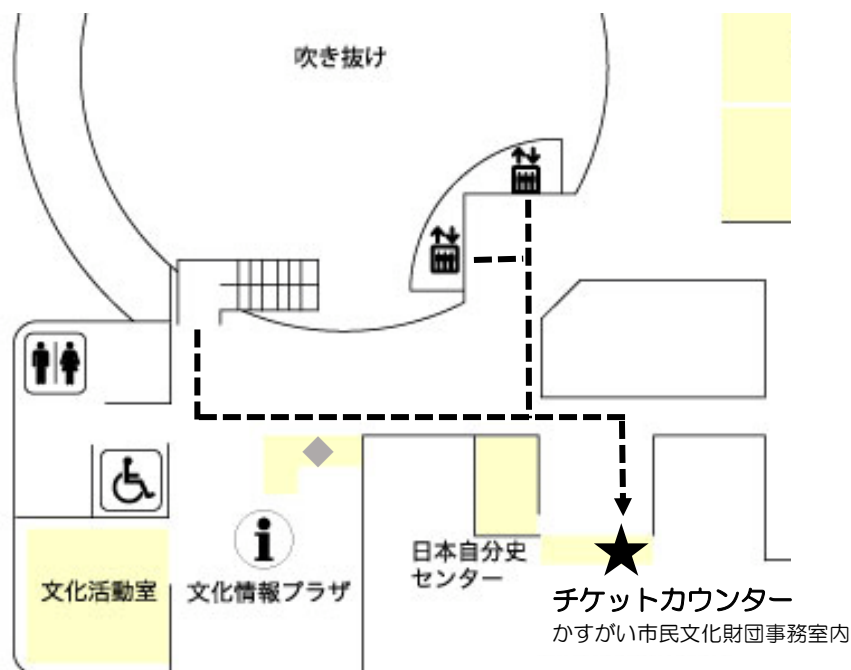 吹き抜け
日本自分史
センター
文化活動室
文化情報プラザ
チケットカウンター
かすがい市民文化財団事務室内